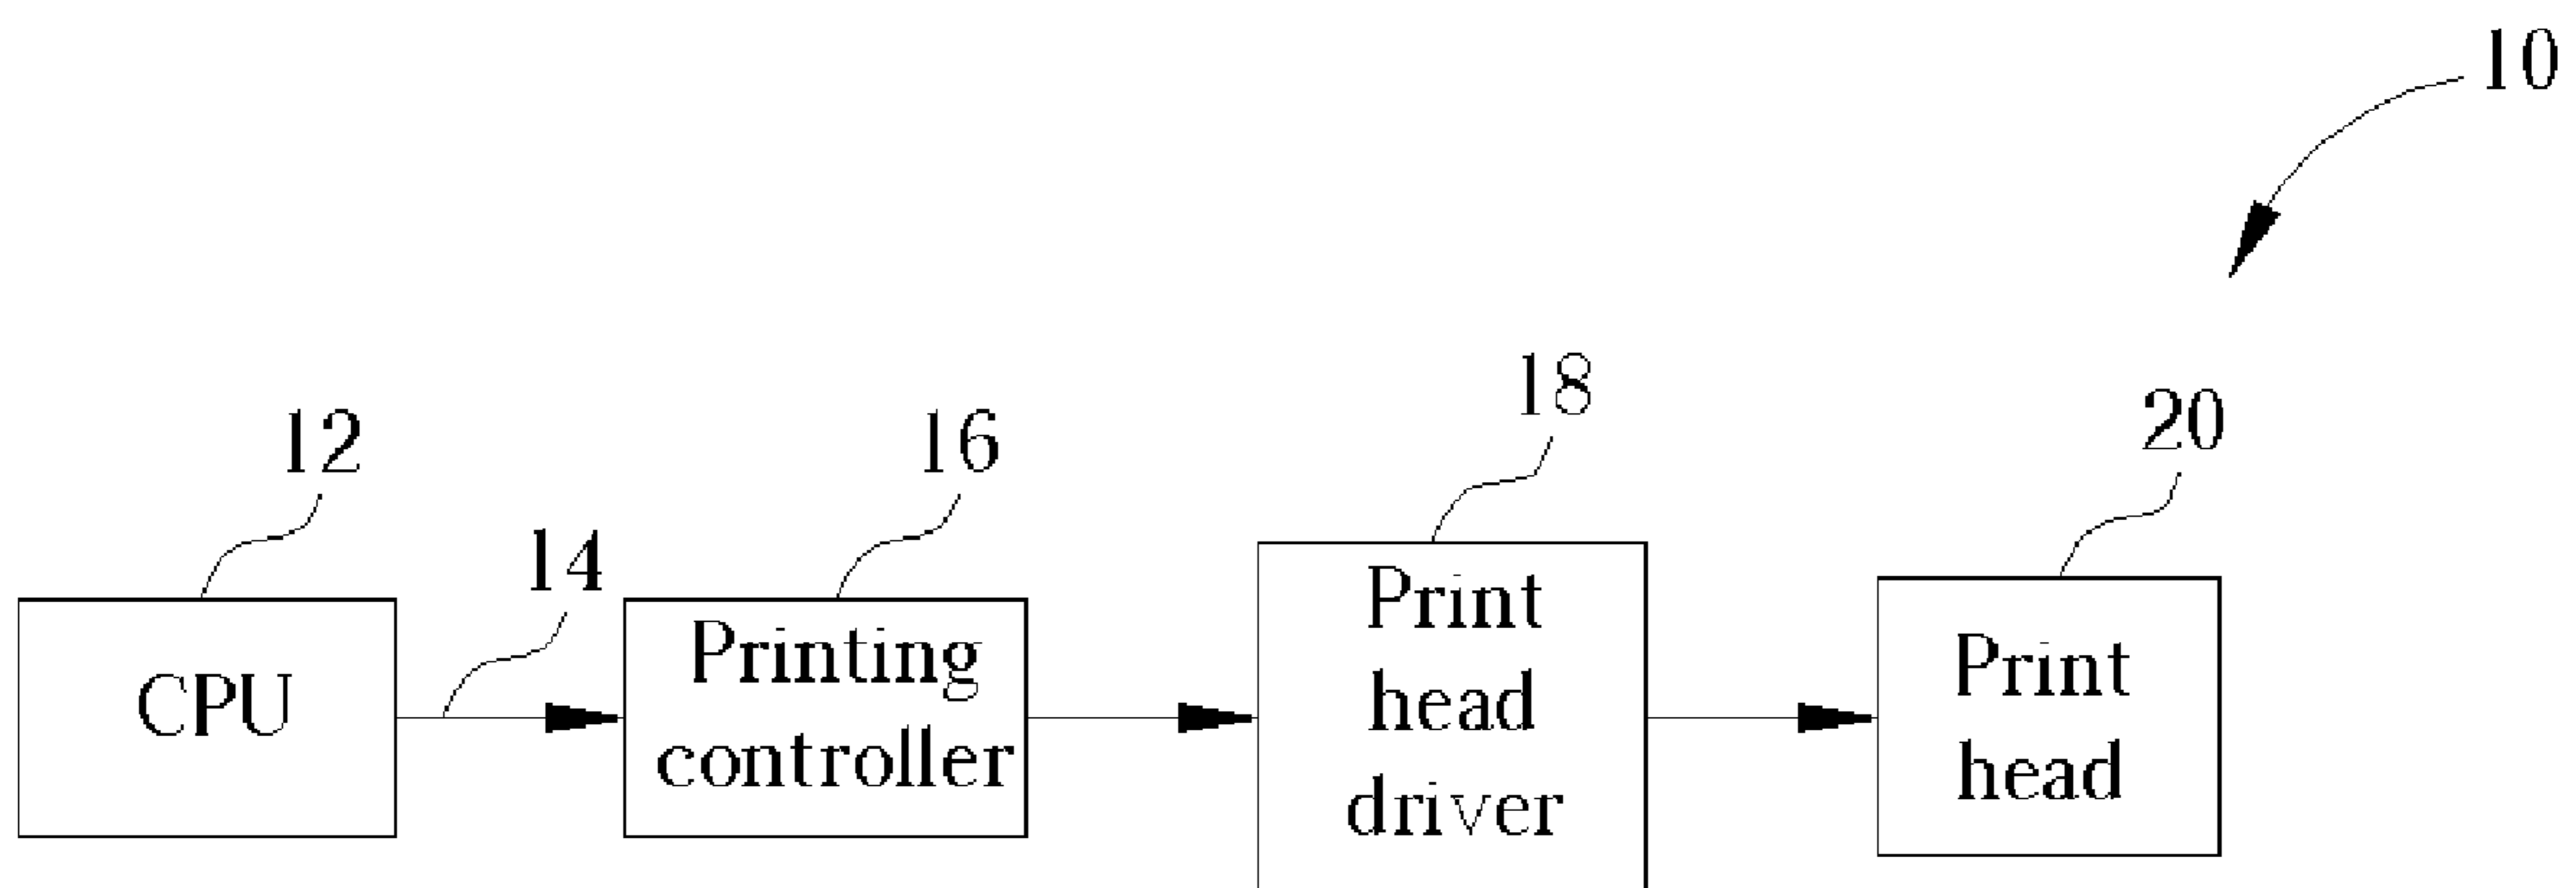 10
12
14
16
18
20
CPU
Printing
controller
Print
head
driver
Print
head